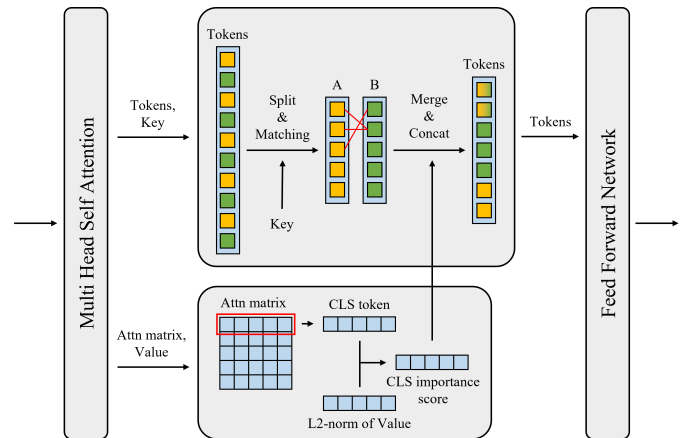 Multi Head Self Attention
Tokens,
Key
Attn matrix,
Value
Tokens
Split
&
Matching
Key
A
B
Merge
&
Concat
Tokens
Attn matrix
CLS token
CLS importance
score
L2-norm of Value
Tokens
Feed Forward Network